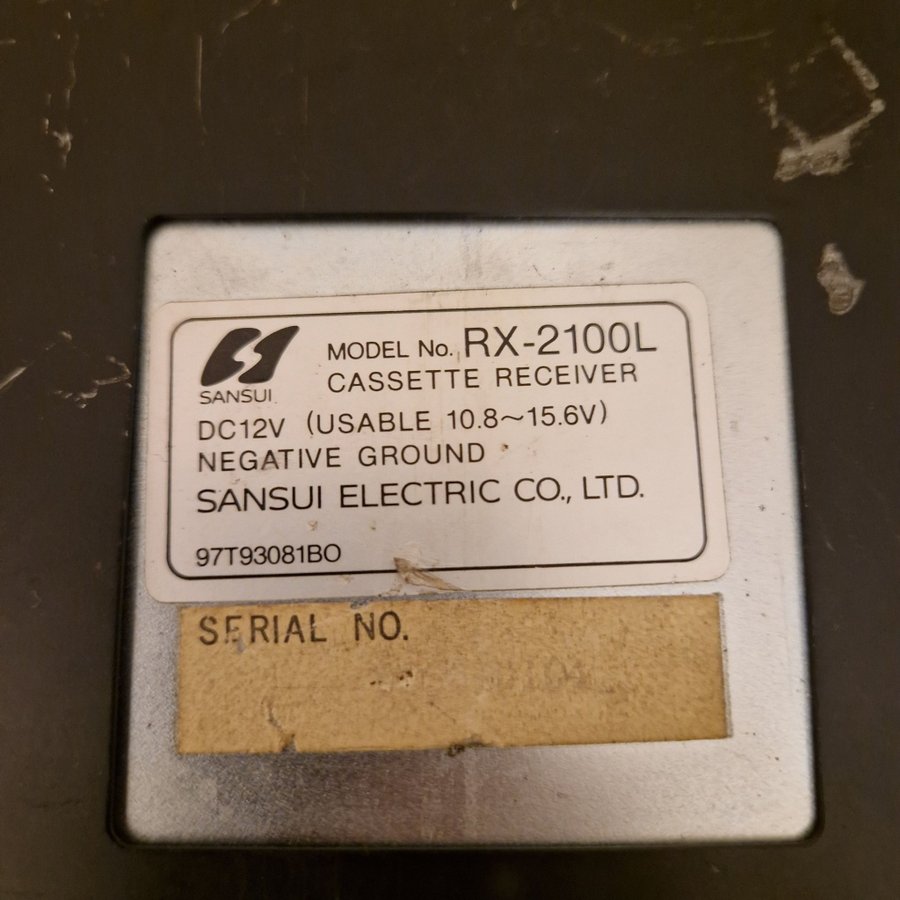 MODEL No. RX-2100L
CASSETTE RECEIVER
SANSUI
DC12V (USABLE 10.8~15.6V)
NEGATIVE GROUND
SANSUI ELECTRIC CO., LTD.
97T93081BO
SERIAL NO.